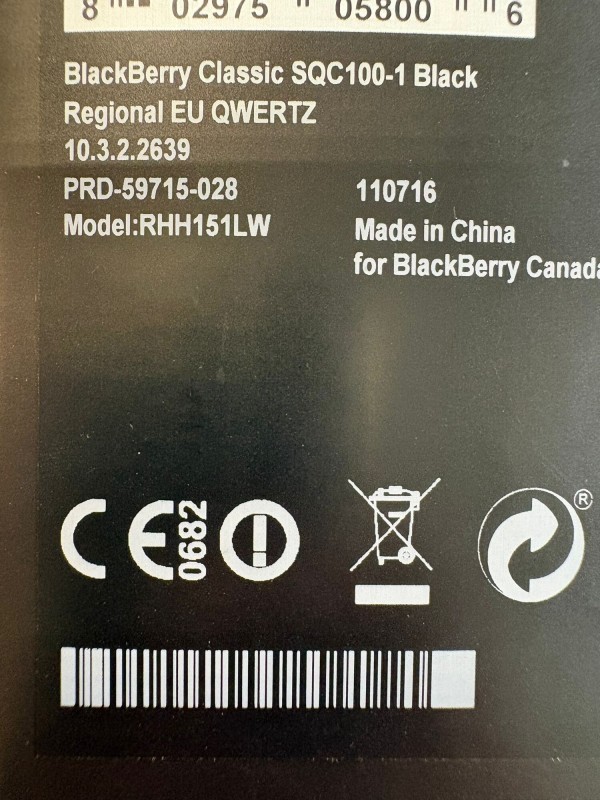 8 02975 05800 6
BlackBerry Classic SQC100-1 Black
Regional EU QWERTZ
10.3.2.2639
PRD-59715-028 110716
Model:RHH151LW Made in China
for BlackBerry Canada
CE 0682
®